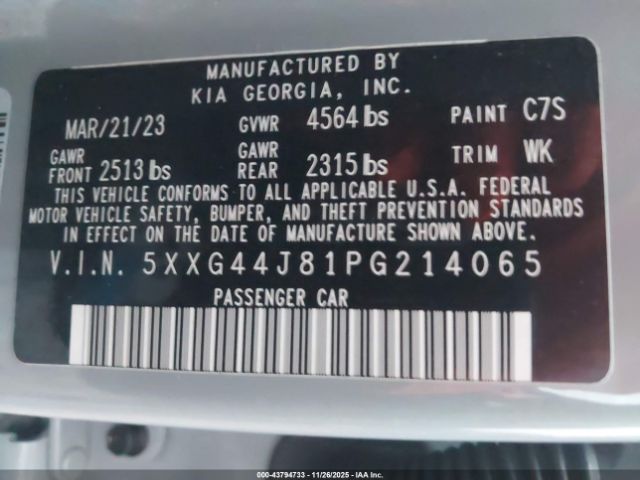 MANUFACTURED BY
KIA GEORGIA, INC.
MAR/21/23 GVWR 4564 lbs PAINT C7S
GAWR FRONT 2513 lbs GAWR REAR 2315 lbs TRIM WK
THIS VEHICLE CONFORMS TO ALL APPLICABLE U.S.A. FEDERAL
MOTOR VEHICLE SAFETY, BUMPER, AND THEFT PREVENTION STANDARDS
IN EFFECT ON THE DATE OF MANUFACTURE SHOWN ABOVE.
V.I.N. 5XXG44J81PG214065
PASSENGER CAR
000-43794733 - 11/26/2025 - IAA Inc.